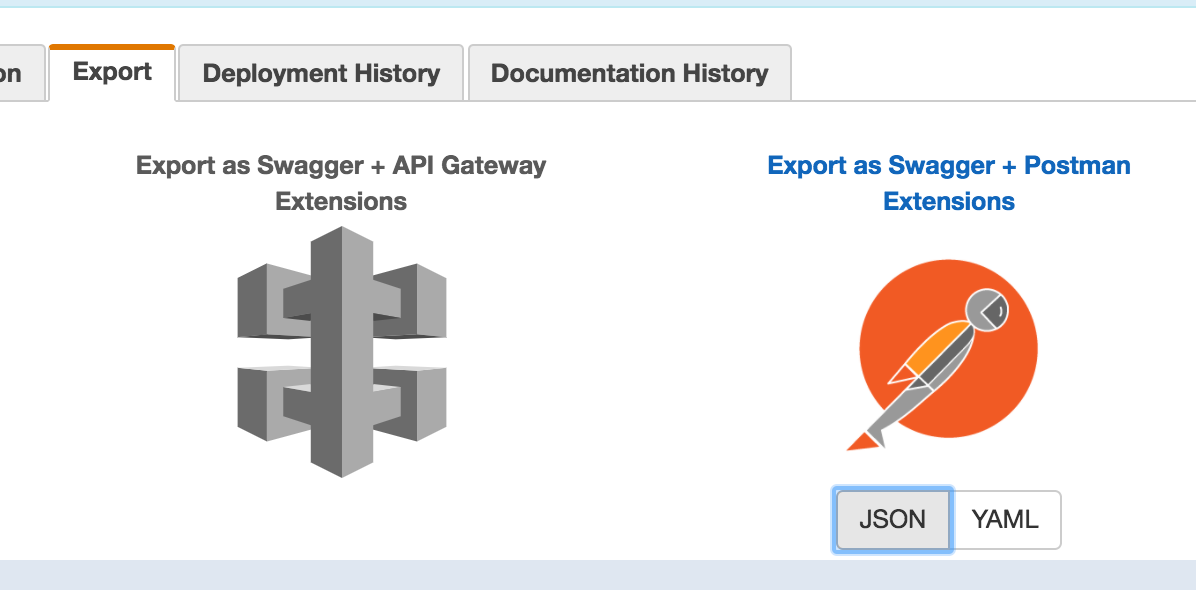 on
Export
Deployment History
Documentation History
Export as Swagger + API Gateway
Extensions
Export as Swagger + Postman
Extensions
JSON
YAML